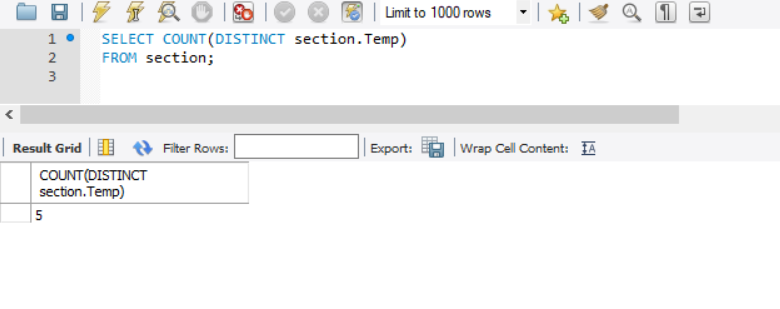 Limit to 1000 rows
1 SELECT COUNT(DISTINCT section.Temp)
2 FROM section;
3
Result Grid Filter Rows: Export: Wrap Cell Content: IA
COUNT(DISTINCT
section.Temp)
5